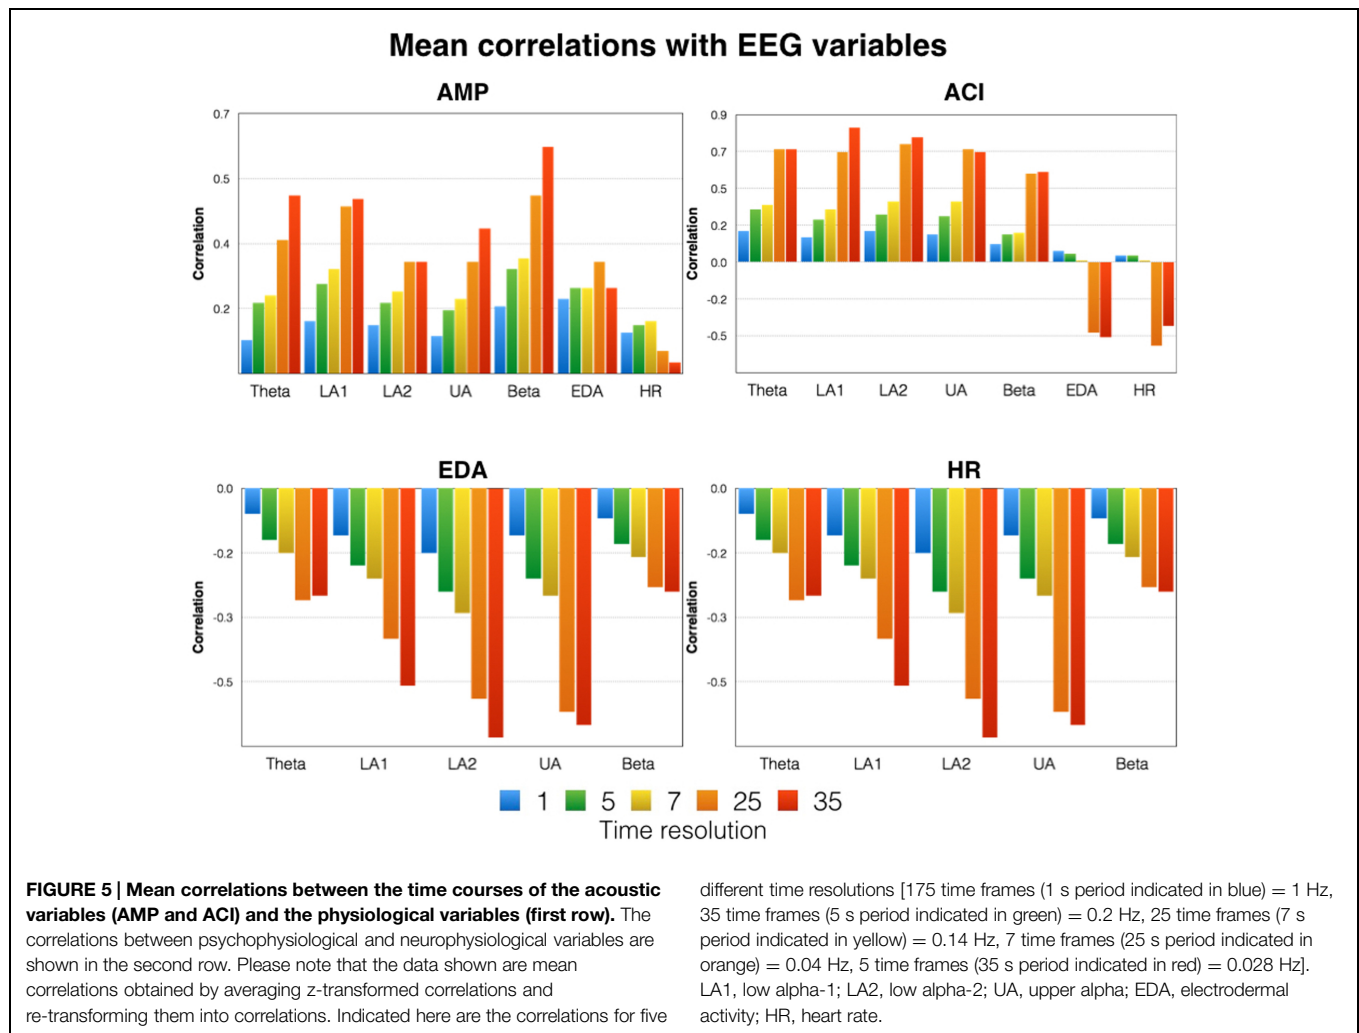 Mean correlations with EEG variables
AMP
0.7
0.5
0.4
0.2
Correlation
Theta LA1 LA2 UA Beta EDA HR
ACI
0.9
0.7
0.5
0.2
0.0
-0.2
-0.5
Correlation
Theta LA1 LA2 UA Beta EDA HR
EDA
0.0
-0.2
-0.3
-0.5
Correlation
Theta LA1 LA2 UA Beta
HR
0.0
-0.2
-0.3
-0.5
Correlation
Theta LA1 LA2 UA Beta
1 5 7 25 35
Time resolution
FIGURE 5 | Mean correlations between the time courses of the acoustic
variables (AMP and ACI) and the physiological variables (first row). The
correlations between psychophysiological and neurophysiological variables are
shown in the second row. Please note that the data shown are mean
correlations obtained by averaging z-transformed correlations and
re-transforming them into correlations. Indicated here are the correlations for five
different time resolutions [175 time frames (1 s period indicated in blue) = 1 Hz,
35 time frames (5 s period indicated in green) = 0.2 Hz, 25 time frames (7 s
period indicated in yellow) = 0.14 Hz, 7 time frames (25 s period indicated in
orange) = 0.04 Hz, 5 time frames (35 s period indicated in red) = 0.028 Hz].
LA1, low alpha-1; LA2, low alpha-2; UA, upper alpha; EDA, electrodermal
activity; HR, heart rate.